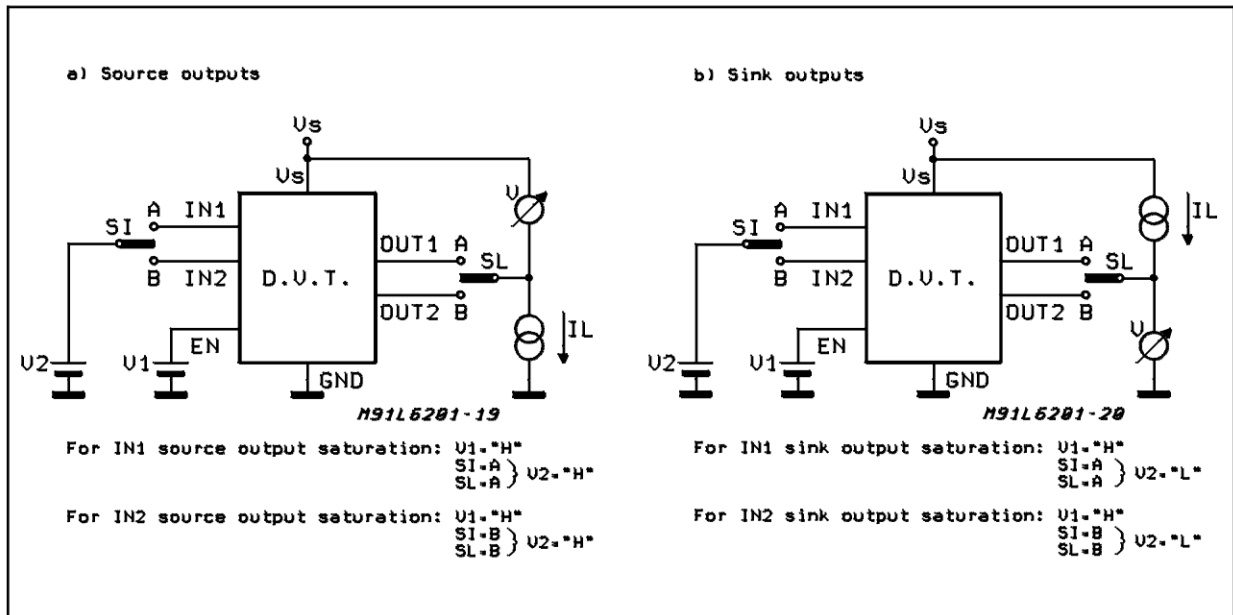 a) Source outputs
Vs
Vs
V
A
IN1
SI
OUT1
A
SL
B
IN2
D.V.T.
OUT2
B
IL
EN
V2
V1
GND
M91L6201-19
For IN1 source output saturation: V1="H"
SI=A
SL=A } V2="H"
For IN2 source output saturation: V1="H"
SI=B
SL=B } V2="H"
b) Sink outputs
Vs
Vs
A
IN1
IL
SI
OUT1
A
SL
B
IN2
D.V.T.
OUT2
B
V
EN
V2
V1
GND
M91L6201-20
For IN1 sink output saturation: V1="H"
SI=A
SL=A } V2="L"
For IN2 sink output saturation: V1="H"
SI=B
SL=B } V2="L"